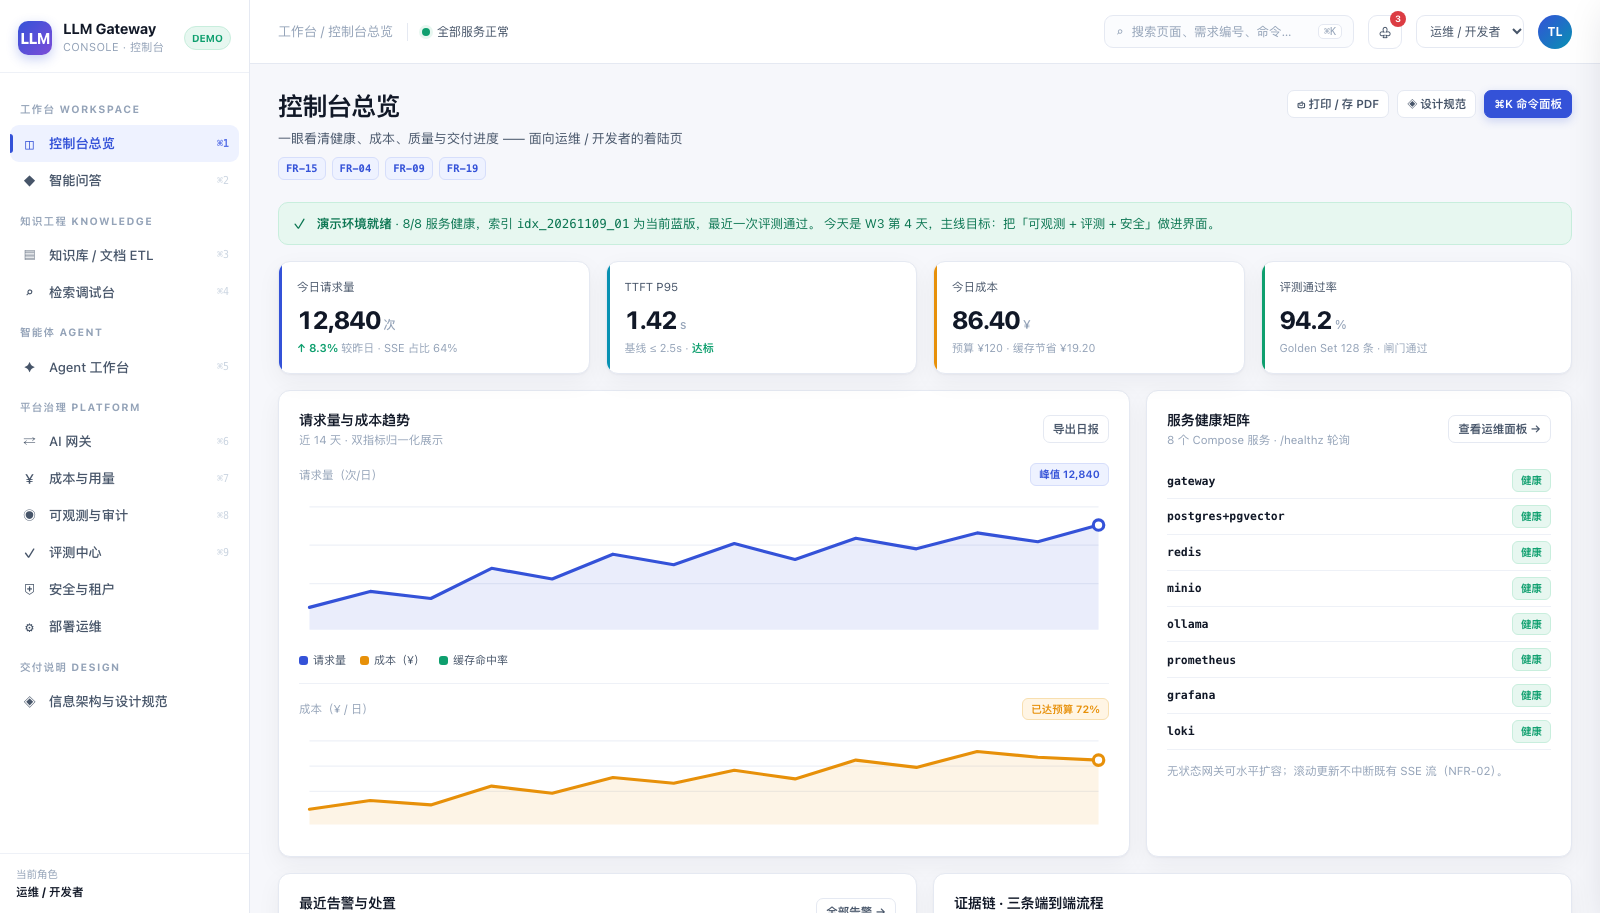 LLM
LLM Gateway
CONSOLE · 控制台
DEMO
工作台 WORKSPACE
控制台总览 ⌘1
智能问答 ⌘2
知识工程 KNOWLEDGE
知识库 / 文档 ETL ⌘3
检索调试台 ⌘4
智能体 AGENT
Agent 工作台 ⌘5
平台治理 PLATFORM
AI 网关 ⌘6
¥ 成本与用量 ⌘7
可观测与审计 ⌘8
评测中心 ⌘9
安全与租户
部署运维
交付说明 DESIGN
信息架构与设计规范
当前角色
运维 / 开发者
工作台 / 控制台总览
全部服务正常
搜索页面、需求编号、命令… ⌘K
3
运维 / 开发者
TL
控制台总览
一眼看清健康、成本、质量与交付进度 —— 面向运维 / 开发者的着陆页
FR-15 FR-04 FR-09 FR-19
打印 / 存 PDF
◈ 设计规范
⌘K 命令面板
✓ 演示环境就绪 · 8/8 服务健康，索引 idx_20261109_01 为当前蓝版，最近一次评测通过。 今天是 W3 第 4 天，主线目标：把「可观测 + 评测 + 安全」做进界面。
今日请求量
12,840 次
↑ 8.3% 较昨日 · SSE 占比 64%
TTFT P95
1.42 s
基线 ≤ 2.5s · 达标
今日成本
86.40 ¥
预算 ¥120 · 缓存节省 ¥19.20
评测通过率
94.2 %
Golden Set 128 条 · 闸门通过
请求量与成本趋势
近 14 天 · 双指标归一化展示
导出日报
请求量（次/日）
峰值 12,840
请求量 成本（¥） 缓存命中率
成本（¥ / 日）
已达预算 72%
服务健康矩阵
8 个 Compose 服务 · /healthz 轮询
查看运维面板 →
gateway 健康
postgres+pgvector 健康
redis 健康
minio 健康
ollama 健康
prometheus 健康
grafana 健康
loki 健康
无状态网关可水平扩容；滚动更新不中断既有 SSE 流（NFR-02）。
最近告警与处置
全部告警 →
证据链 · 三条端到端流程